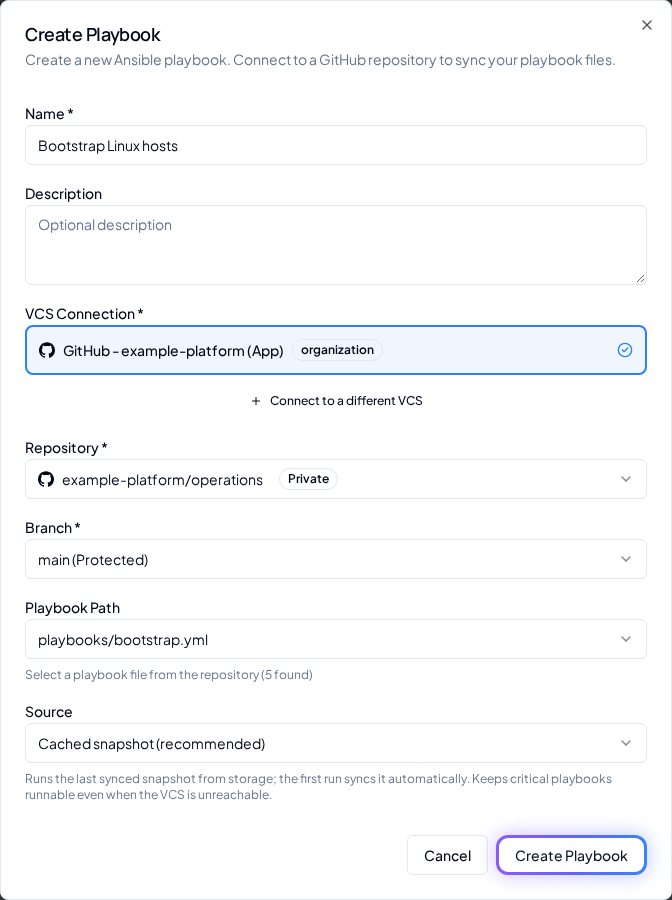 Create Playbook
Create a new Ansible playbook. Connect to a GitHub repository to sync your playbook files.
Name *
Bootstrap Linux hosts
Description
Optional description
VCS Connection *
GitHub - example-platform (App) organization
+ Connect to a different VCS
Repository *
example-platform/operations Private
Branch *
main (Protected)
Playbook Path
playbooks/bootstrap.yml
Select a playbook file from the repository (5 found)
Source
Cached snapshot (recommended)
Runs the last synced snapshot from storage; the first run syncs it automatically. Keeps critical playbooks
runnable even when the VCS is unreachable.
Cancel Create Playbook